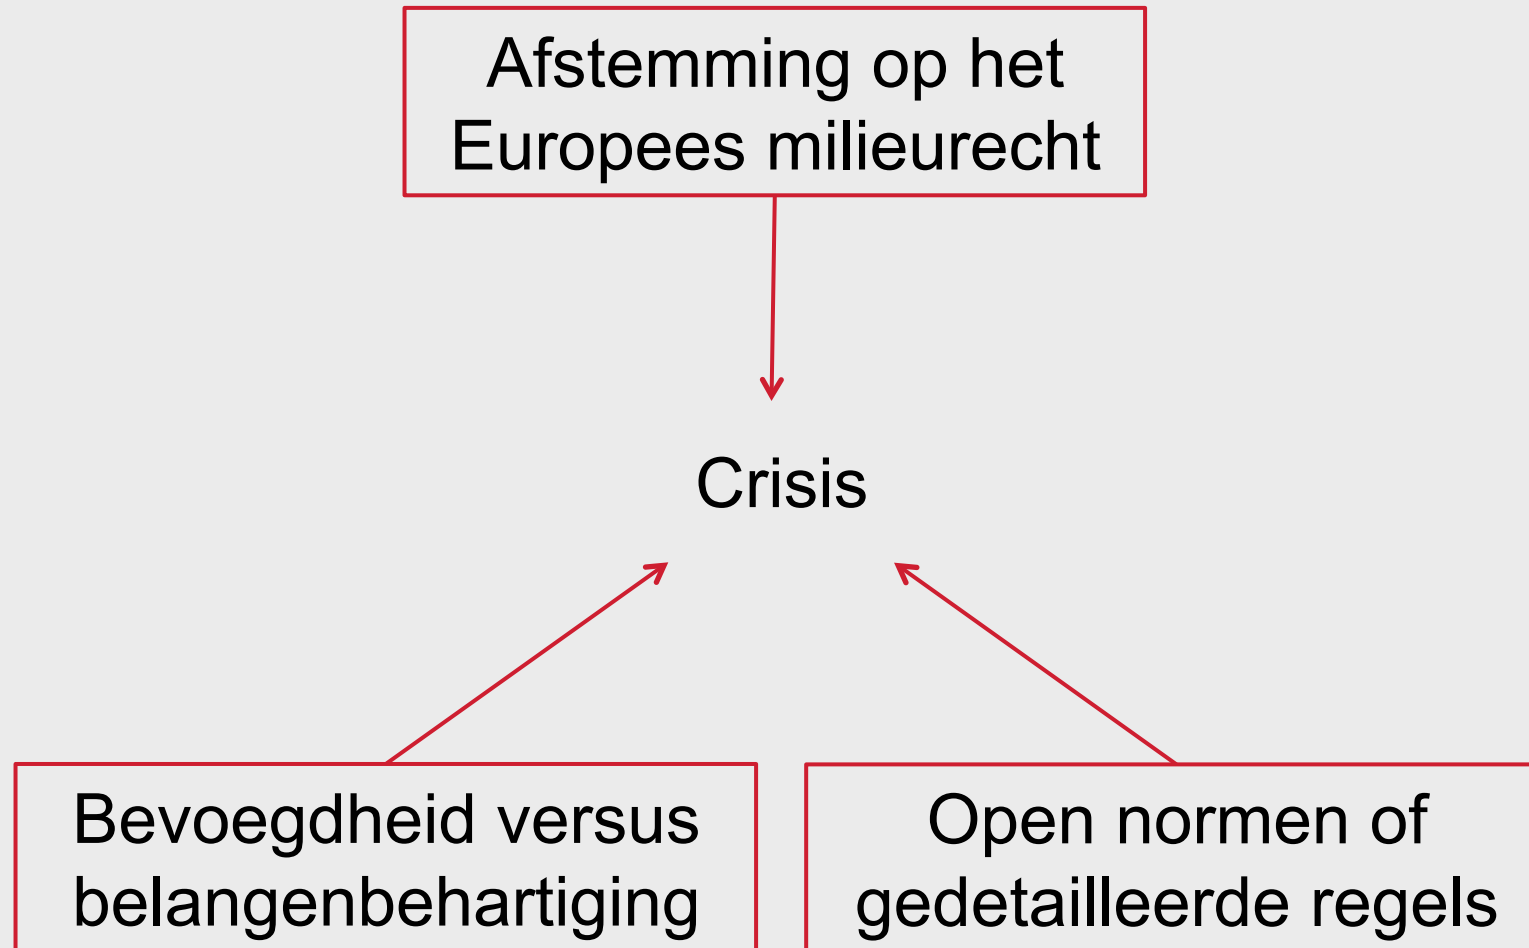 Afstemming op het
Europees milieurecht
Crisis
Bevoegdheid versus
belangenbehartiging
Open normen of
gedetailleerde regels